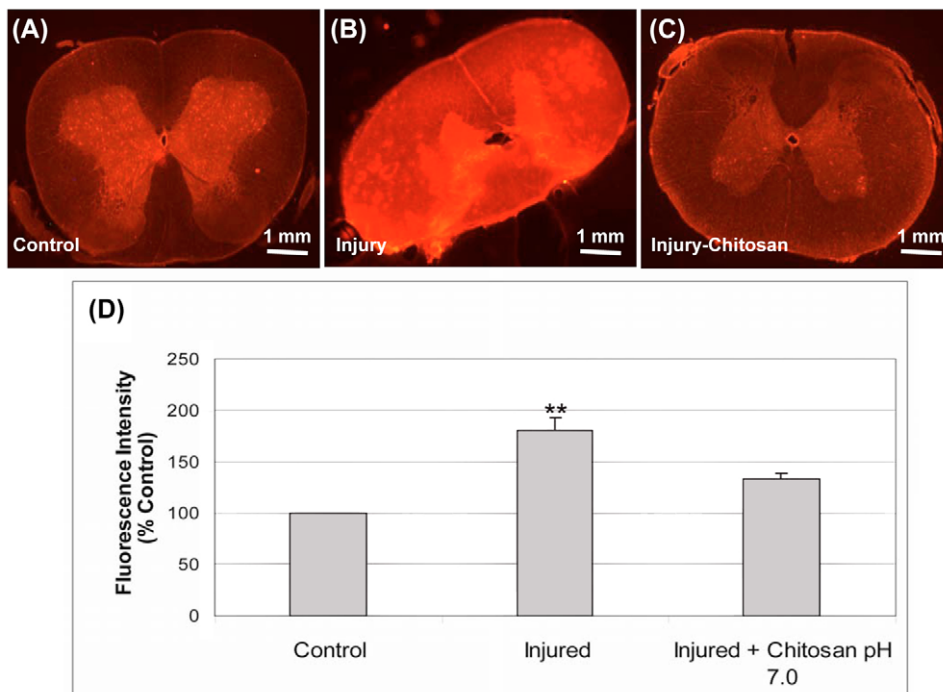 (A)
(B)
(C)
Control
1 mm
Injury
1 mm
Injury-Chitosan
1 mm
(D)
Fluorescence Intensity
(% Control)
250
200
150
100
50
0
**
Control
Injured
Injured + Chitosan pH
7.0